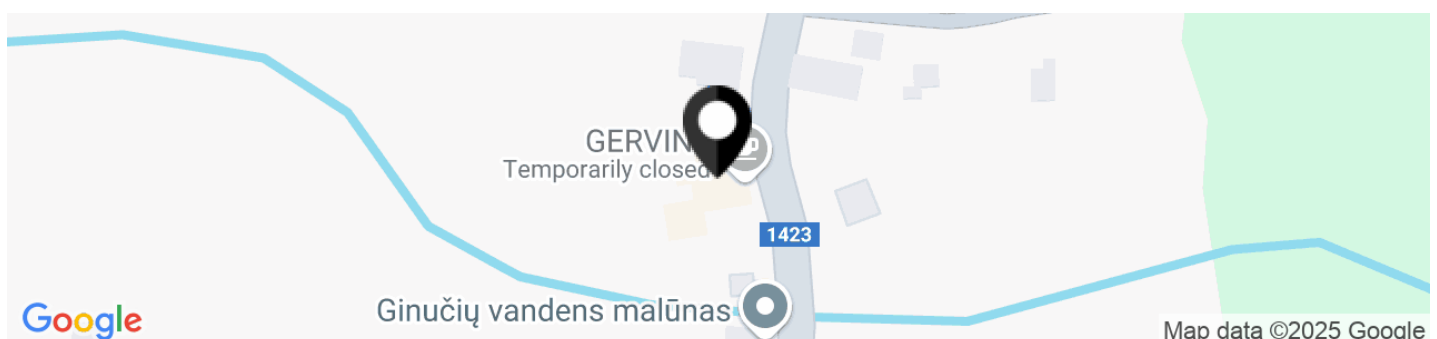 GERVIN
Temporarily closed
1423
Ginučių vandens malūnas
Google
Map data ©2025 Google